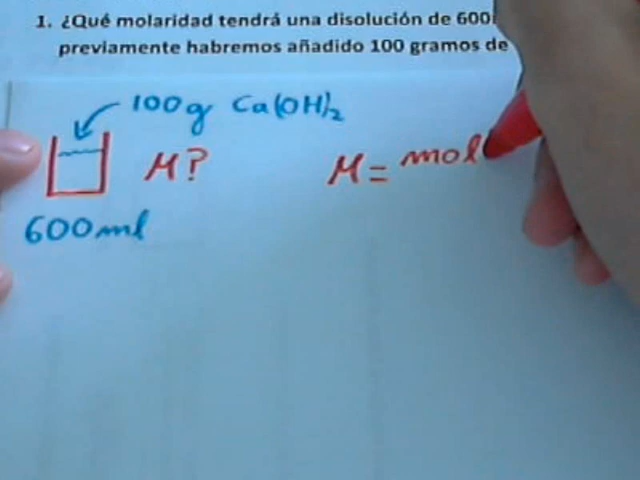 1. ¿Qué molaridad tendrá una disolución de 600
previamente habremos añadido 100 gramos de
100g Ca(OH)₂
M?
M = mol
600ml